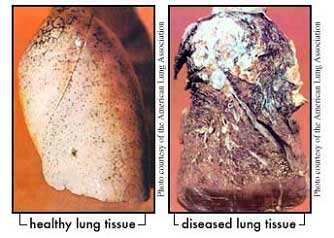 Photo courtesy of the American Lung Association
Photo courtesy of the American Lung Association
healthy lung tissue
diseased lung tissue